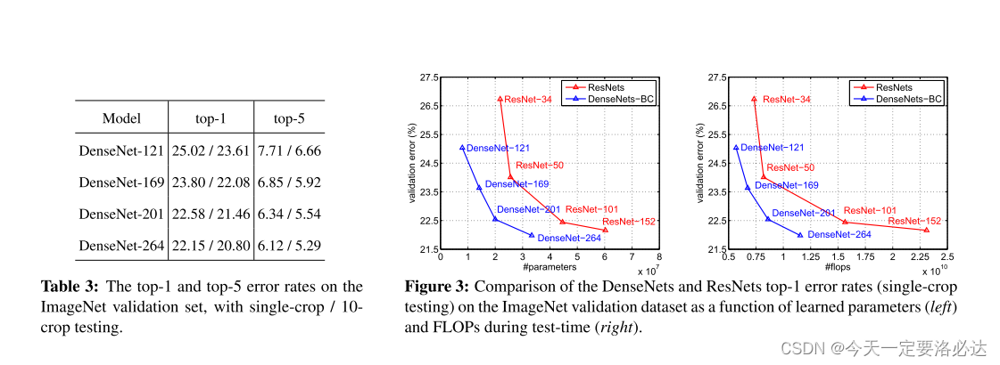 Model top-1 top-5
DenseNet-121 25.02 / 23.61 7.71 / 6.66
DenseNet-169 23.80 / 22.08 6.85 / 5.92
DenseNet-201 22.58 / 21.46 6.34 / 5.54
DenseNet-264 22.15 / 20.80 6.12 / 5.29
Table 3: The top-1 and top-5 error rates on the
ImageNet validation set, with single-crop / 10-
crop testing.
27.5
26.5
25.5
24.5
23.5
22.5
21.5
validation error (%)
ResNets
DenseNets−BC
ResNet−34
DenseNet−121
ResNet−50
DenseNet−169
DenseNet−201
ResNet−101
ResNet−152
DenseNet−264
0 1 2 3 4 5 6 7 8
#parameters
x 10^7
27.5
26.5
25.5
24.5
23.5
22.5
21.5
validation error (%)
ResNets
DenseNets−BC
ResNet−34
DenseNet−121
ResNet−50
DenseNet−169
DenseNet−201
ResNet−101
ResNet−152
DenseNet−264
0.5 0.75 1 1.25 1.5 1.75 2 2.25 2.5
#flops
x 10^10
Figure 3: Comparison of the DenseNets and ResNets top-1 error rates (single-crop
testing) on the ImageNet validation dataset as a function of learned parameters (left)
and FLOPs during test-time (right).
CSDN @今天一定要洛必达